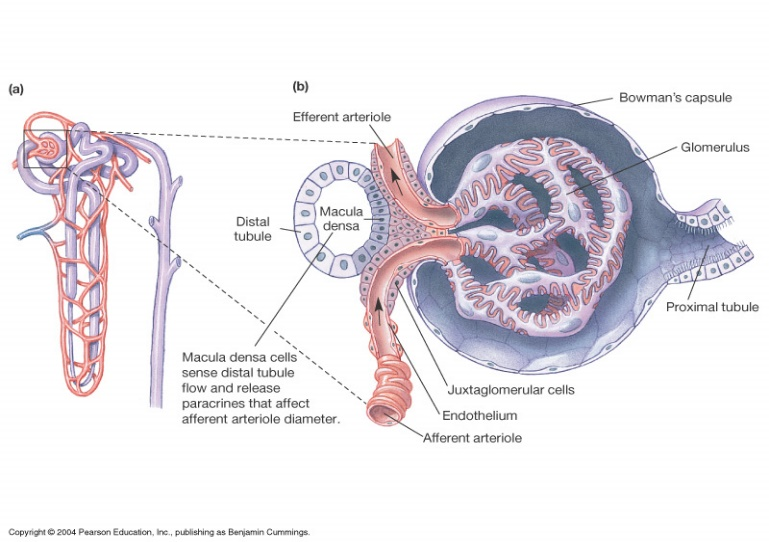 (a)
(b)
Efferent arteriole
Bowman's capsule
Glomerulus
Macula
densa
Distal
tubule
Proximal tubule
Macula densa cells
sense distal tubule
flow and release
paracrines that affect
afferent arteriole diameter.
Juxtaglomerular cells
Endothelium
Afferent arteriole
Copyright © 2004 Pearson Education, Inc., publishing as Benjamin Cummings.